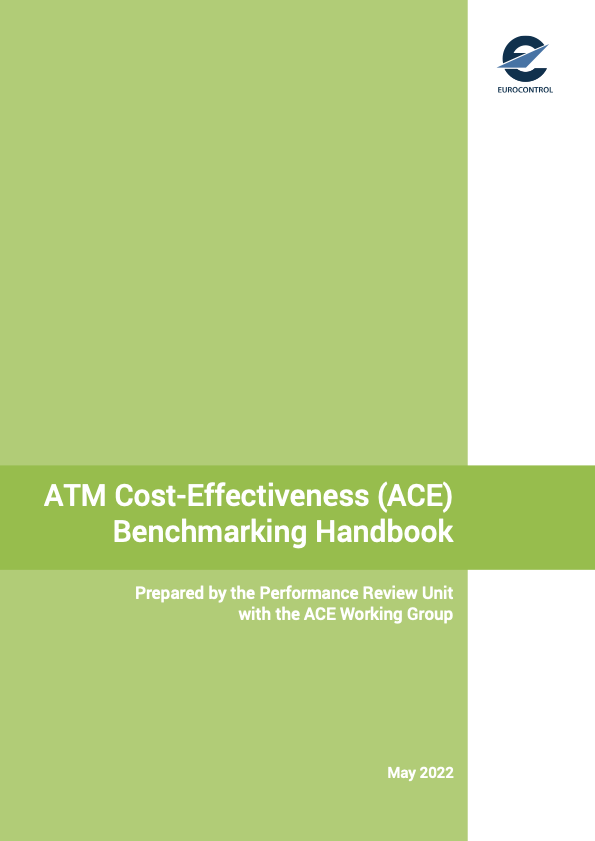 EUROCONTROL
ATM Cost-Effectiveness (ACE)
Benchmarking Handbook
Prepared by the Performance Review Unit
with the ACE Working Group
May 2022